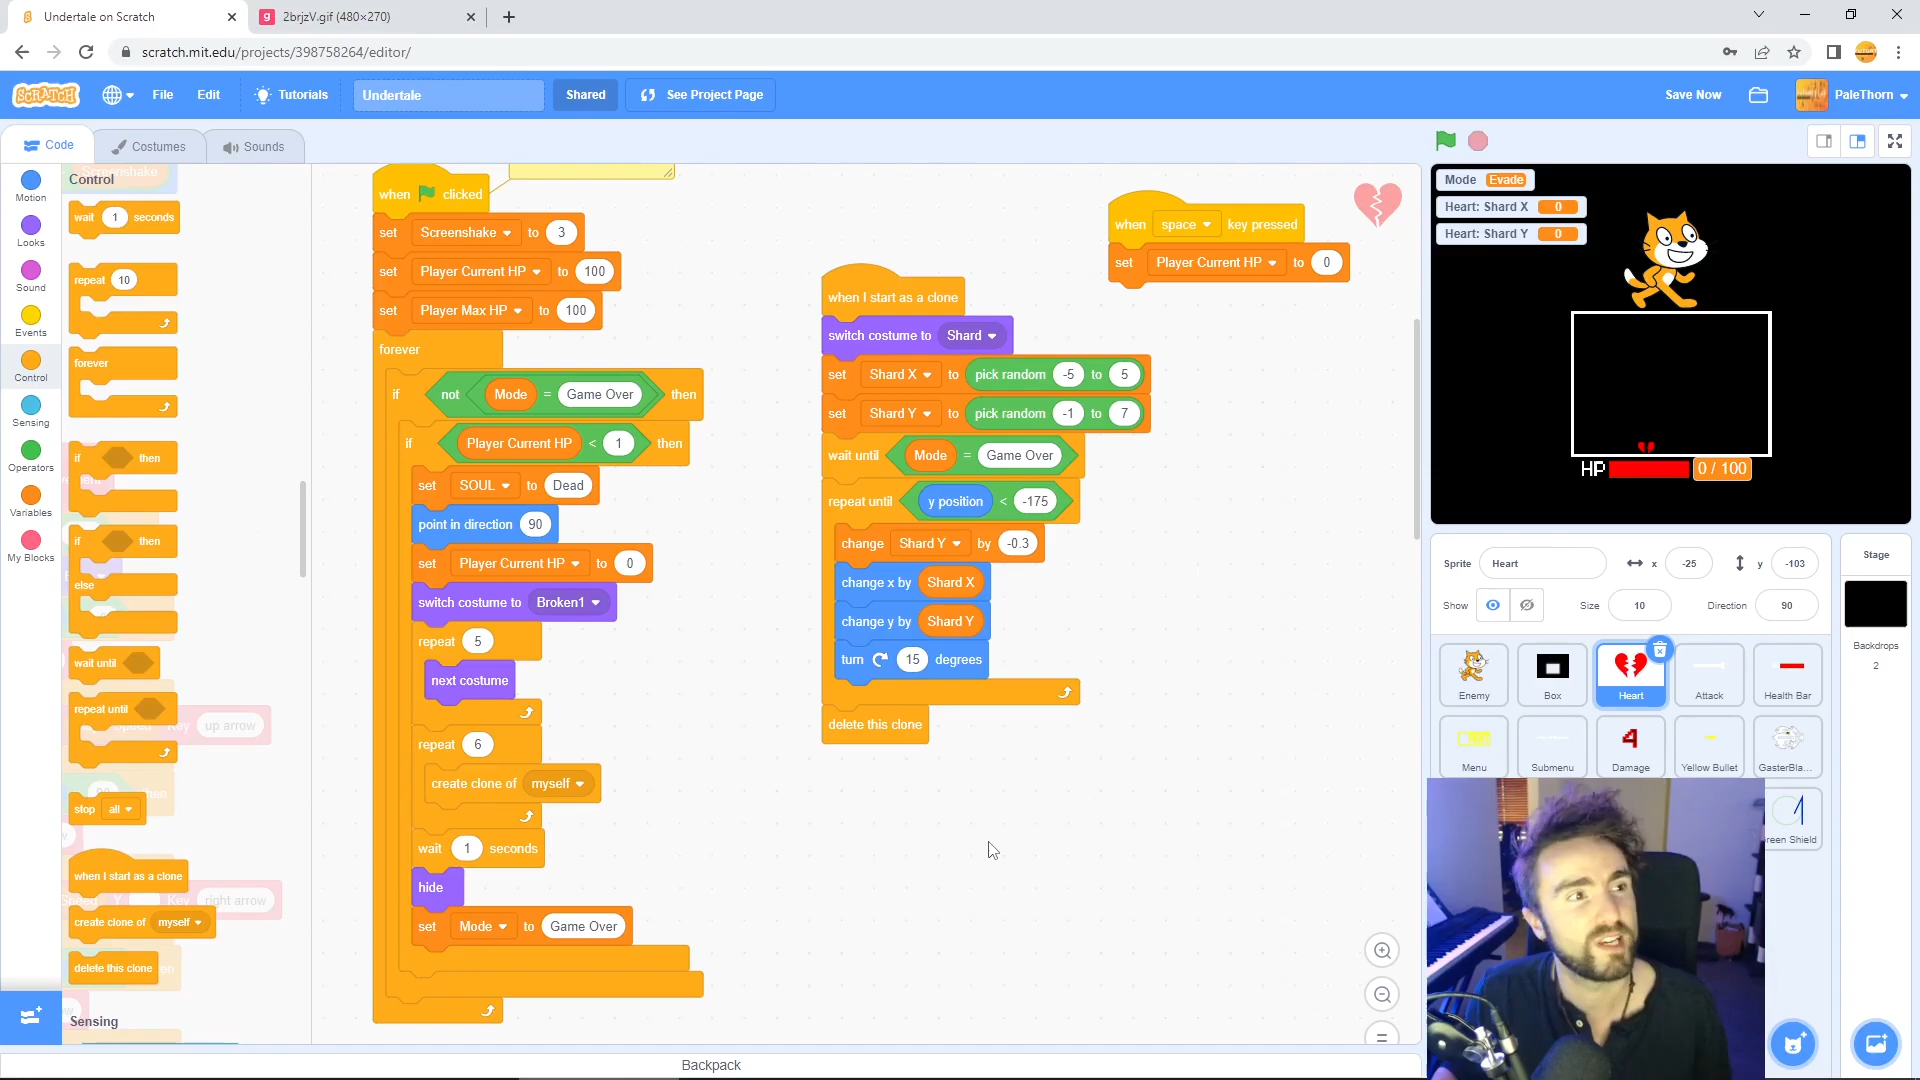 Undertale on Scratch
2brjzV.gif (480×270)
scratch.mit.edu/projects/398758264/editor/
SCRATCH
File
Edit
Tutorials
Undertale
Shared
See Project Page
Save Now
PaleThorn
Code
Costumes
Sounds
Motion
Looks
Sound
Events
Control
Sensing
Operators
Variables
My Blocks
Screenshake
Control
wait 1 seconds
repeat 10
forever
if then
if then
else
wait until
repeat until
Key up arrow
stop all
when I start as a clone
Key right arrow
create clone of myself
delete this clone
Sensing
when clicked
set Screenshake to 3
set Player Current HP to 100
set Player Max HP to 100
forever
if not Mode = Game Over then
if Player Current HP < 1 then
set SOUL to Dead
point in direction 90
set Player Current HP to 0
switch costume to Broken1
repeat 5
next costume
repeat 6
create clone of myself
wait 1 seconds
hide
set Mode to Game Over
when I start as a clone
switch costume to Shard
set Shard X to pick random -5 to 5
set Shard Y to pick random -1 to 7
wait until Mode = Game Over
repeat until y position < -175
change Shard Y by -0.3
change x by Shard X
change y by Shard Y
turn 15 degrees
delete this clone
when space key pressed
set Player Current HP to 0
Mode Evade
Heart: Shard X 0
Heart: Shard Y 0
HP 0 / 100
Sprite Heart x -25 y -103
Show Size 10 Direction 90
Stage
Backdrops
2
Enemy
Box
Heart
Attack
Health Bar
Menu
Submenu
4
Damage
Yellow Bullet
GasterBla...
reen Shield
Backpack